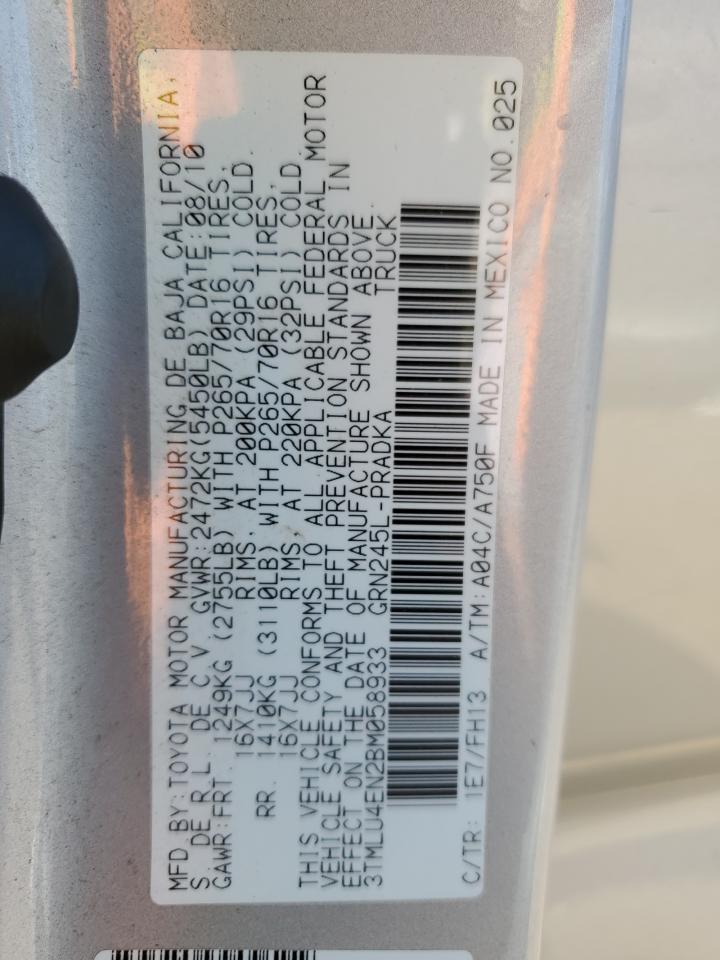 MFD.BY:TOYOTA MOTOR MANUFACTURING DE BAJA CALIFORNIA,
S. DE R.L. DE C.V. GVWR:2472KG(5450LB) DATE:08/10
GAWR:FRT. 1249KG (2755LB) WITH P265/70R16 TIRES,
16X7JJ RIMS, AT 200KPA (29PSI) COLD.
RR. 1410KG (3110LB) WITH P265/70R16 TIRES,
16X7JJ RIMS AT 220KPA (32PSI) COLD.
THIS VEHICLE CONFORMS TO ALL APPLICABLE FEDERAL MOTOR
VEHICLE SAFETY AND THEFT PREVENTION STANDARDS IN
EFFECT ON THE DATE OF MANUFACTURE SHOWN ABOVE.
3TMLU4EN2BM058933 GRN245L-PRADKA TRUCK
C/TR: 1E7/FH13 A/TM:A04C/A750F MADE IN MEXICO NO.025